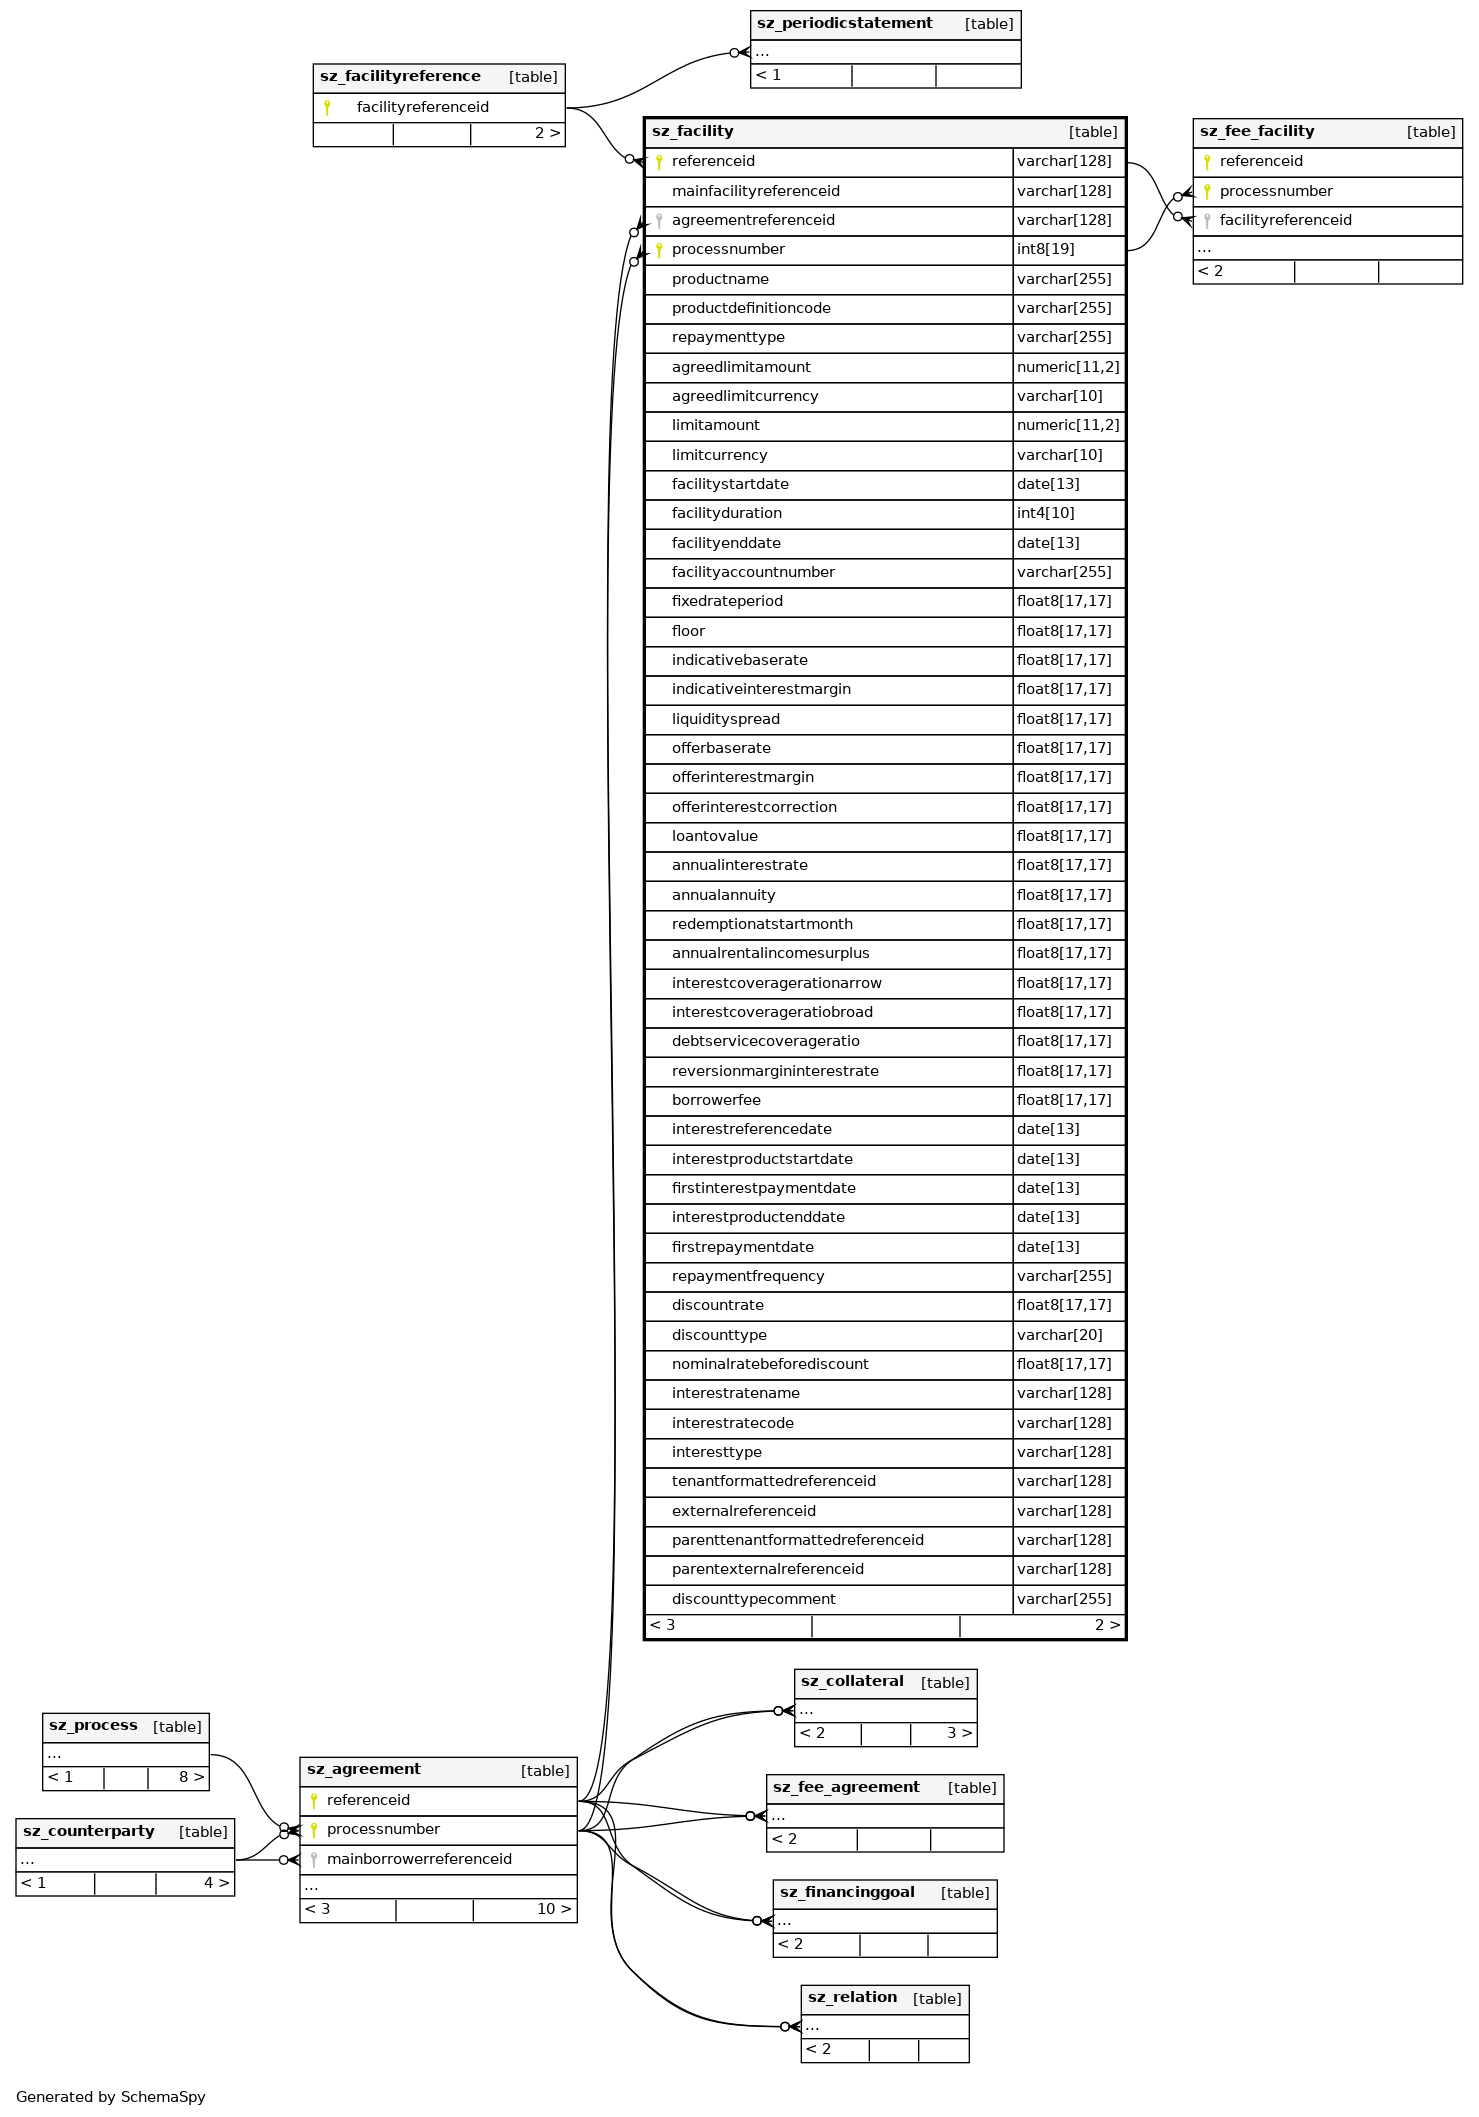 sz_periodicstatement [table]
...
< 1
sz_facilityreference [table]
facilityreferenceid
2 >
sz_facility [table]
referenceid varchar[128]
mainfacilityreferenceid varchar[128]
agreementreferenceid varchar[128]
processnumber int8[19]
productname varchar[255]
productdefinitioncode varchar[255]
repaymenttype varchar[255]
agreedlimitamount numeric[11,2]
agreedlimitcurrency varchar[10]
limitamount numeric[11,2]
limitcurrency varchar[10]
facilitystartdate date[13]
facilityduration int4[10]
facilityenddate date[13]
facilityaccountnumber varchar[255]
fixedrateperiod float8[17,17]
floor float8[17,17]
indicativebaserate float8[17,17]
indicativeinterestmargin float8[17,17]
liquidityspread float8[17,17]
offerbaserate float8[17,17]
offerinterestmargin float8[17,17]
offerinterestcorrection float8[17,17]
loantovalue float8[17,17]
annualinterestrate float8[17,17]
annualannuity float8[17,17]
redemptionatstartmonth float8[17,17]
annualrentalincomesurplus float8[17,17]
interestcoveragerationarrow float8[17,17]
interestcoverageratiobroad float8[17,17]
debtservicecoverageratio float8[17,17]
reversionmargininterestrate float8[17,17]
borrowerfee float8[17,17]
interestreferencedate date[13]
interestproductstartdate date[13]
firstinterestpaymentdate date[13]
interestproductenddate date[13]
firstrepaymentdate date[13]
repaymentfrequency varchar[255]
discountrate float8[17,17]
discounttype varchar[20]
nominalratebeforediscount float8[17,17]
interestratename varchar[128]
interestratecode varchar[128]
interesttype varchar[128]
tenantformattedreferenceid varchar[128]
externalreferenceid varchar[128]
parenttenantformattedreferenceid varchar[128]
parentexternalreferenceid varchar[128]
discounttypecomment varchar[255]
< 3 2 >
sz_fee_facility [table]
referenceid
processnumber
facilityreferenceid
...
< 2
sz_process [table]
...
< 1 8 >
sz_counterparty [table]
...
< 1 4 >
sz_agreement [table]
referenceid
processnumber
mainborrowerreferenceid
...
< 3 10 >
sz_collateral [table]
...
< 2 3 >
sz_fee_agreement [table]
...
< 2
sz_financinggoal [table]
...
< 2
sz_relation [table]
...
< 2
Generated by SchemaSpy